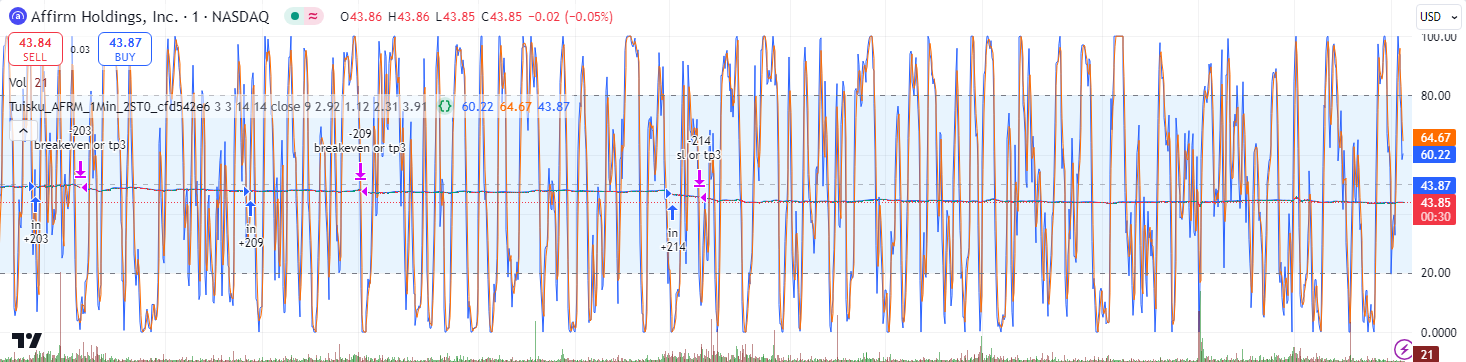 Affirm Holdings, Inc. · 1 · NASDAQ O43.86 H43.86 L43.85 C43.85 −0.02 (−0.05%)
USD
43.84
SELL
0.03
43.87
BUY
100.00
Vol 21
80.00
Tuisku_AFRM_1Min_2ST0_cfd542e6 3 3 14 14 close 9 2.92 1.12 2.31 3.91 {} 60.22 64.67 43.87
-203
breakeven or tp3
-209
breakeven or tp3
-214
sl or tp3
64.67
60.22
43.87
43.85
00:30
in
+203
in
+209
in
+214
20.00
0.0000
21